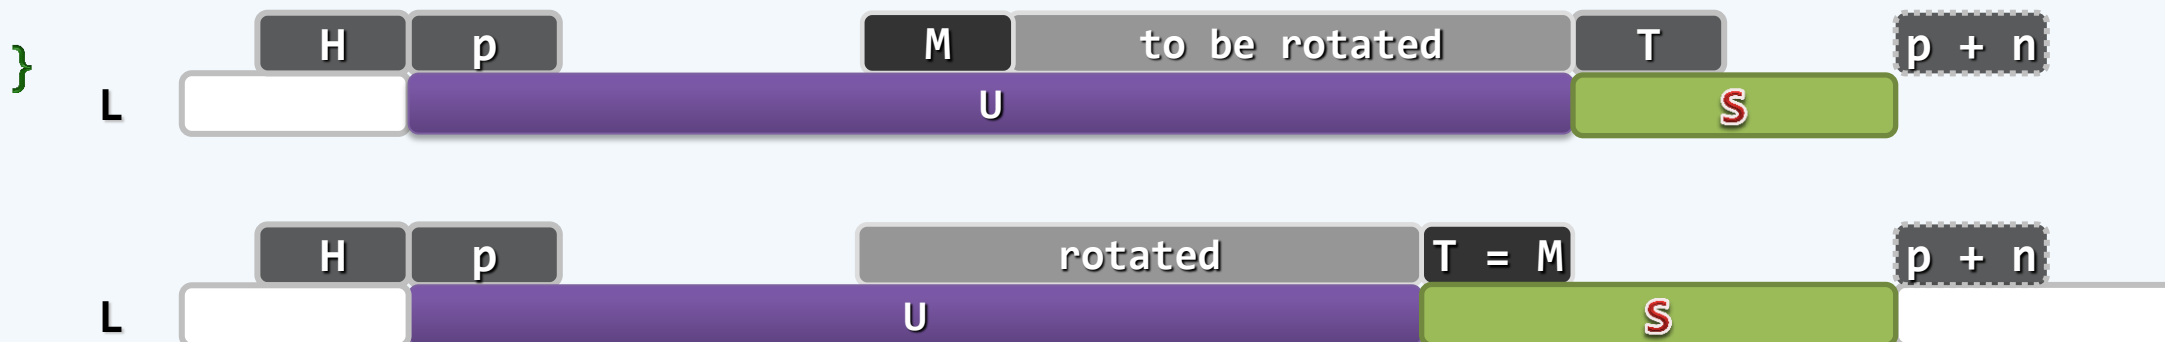 H p M to be rotated T p + n
}
L U S
H p rotated T = M p + n
L U S